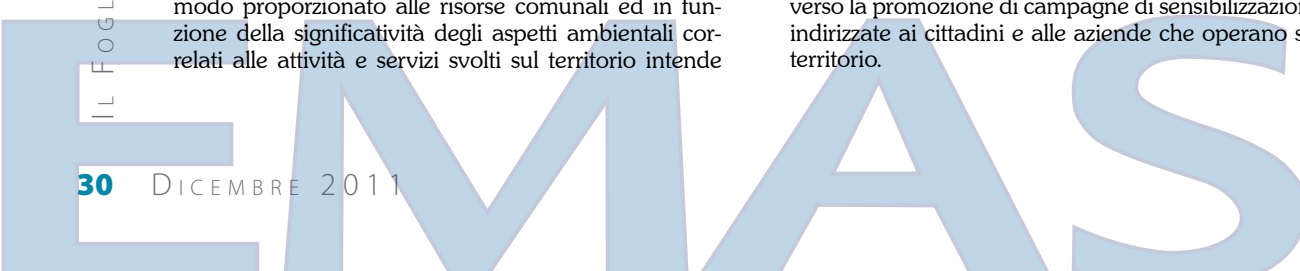 modo proporzionato alle risorse comunali ed in fun-
zione della significatività degli aspetti ambientali cor-
relati alle attività e servizi svolti sul territorio intende
verso la promozione di campagne di sensibilizzazion
indirizzate ai cittadini e alle aziende che operano s
territorio.
IL FOGL
30 DICEMBRE 2011
EMAS